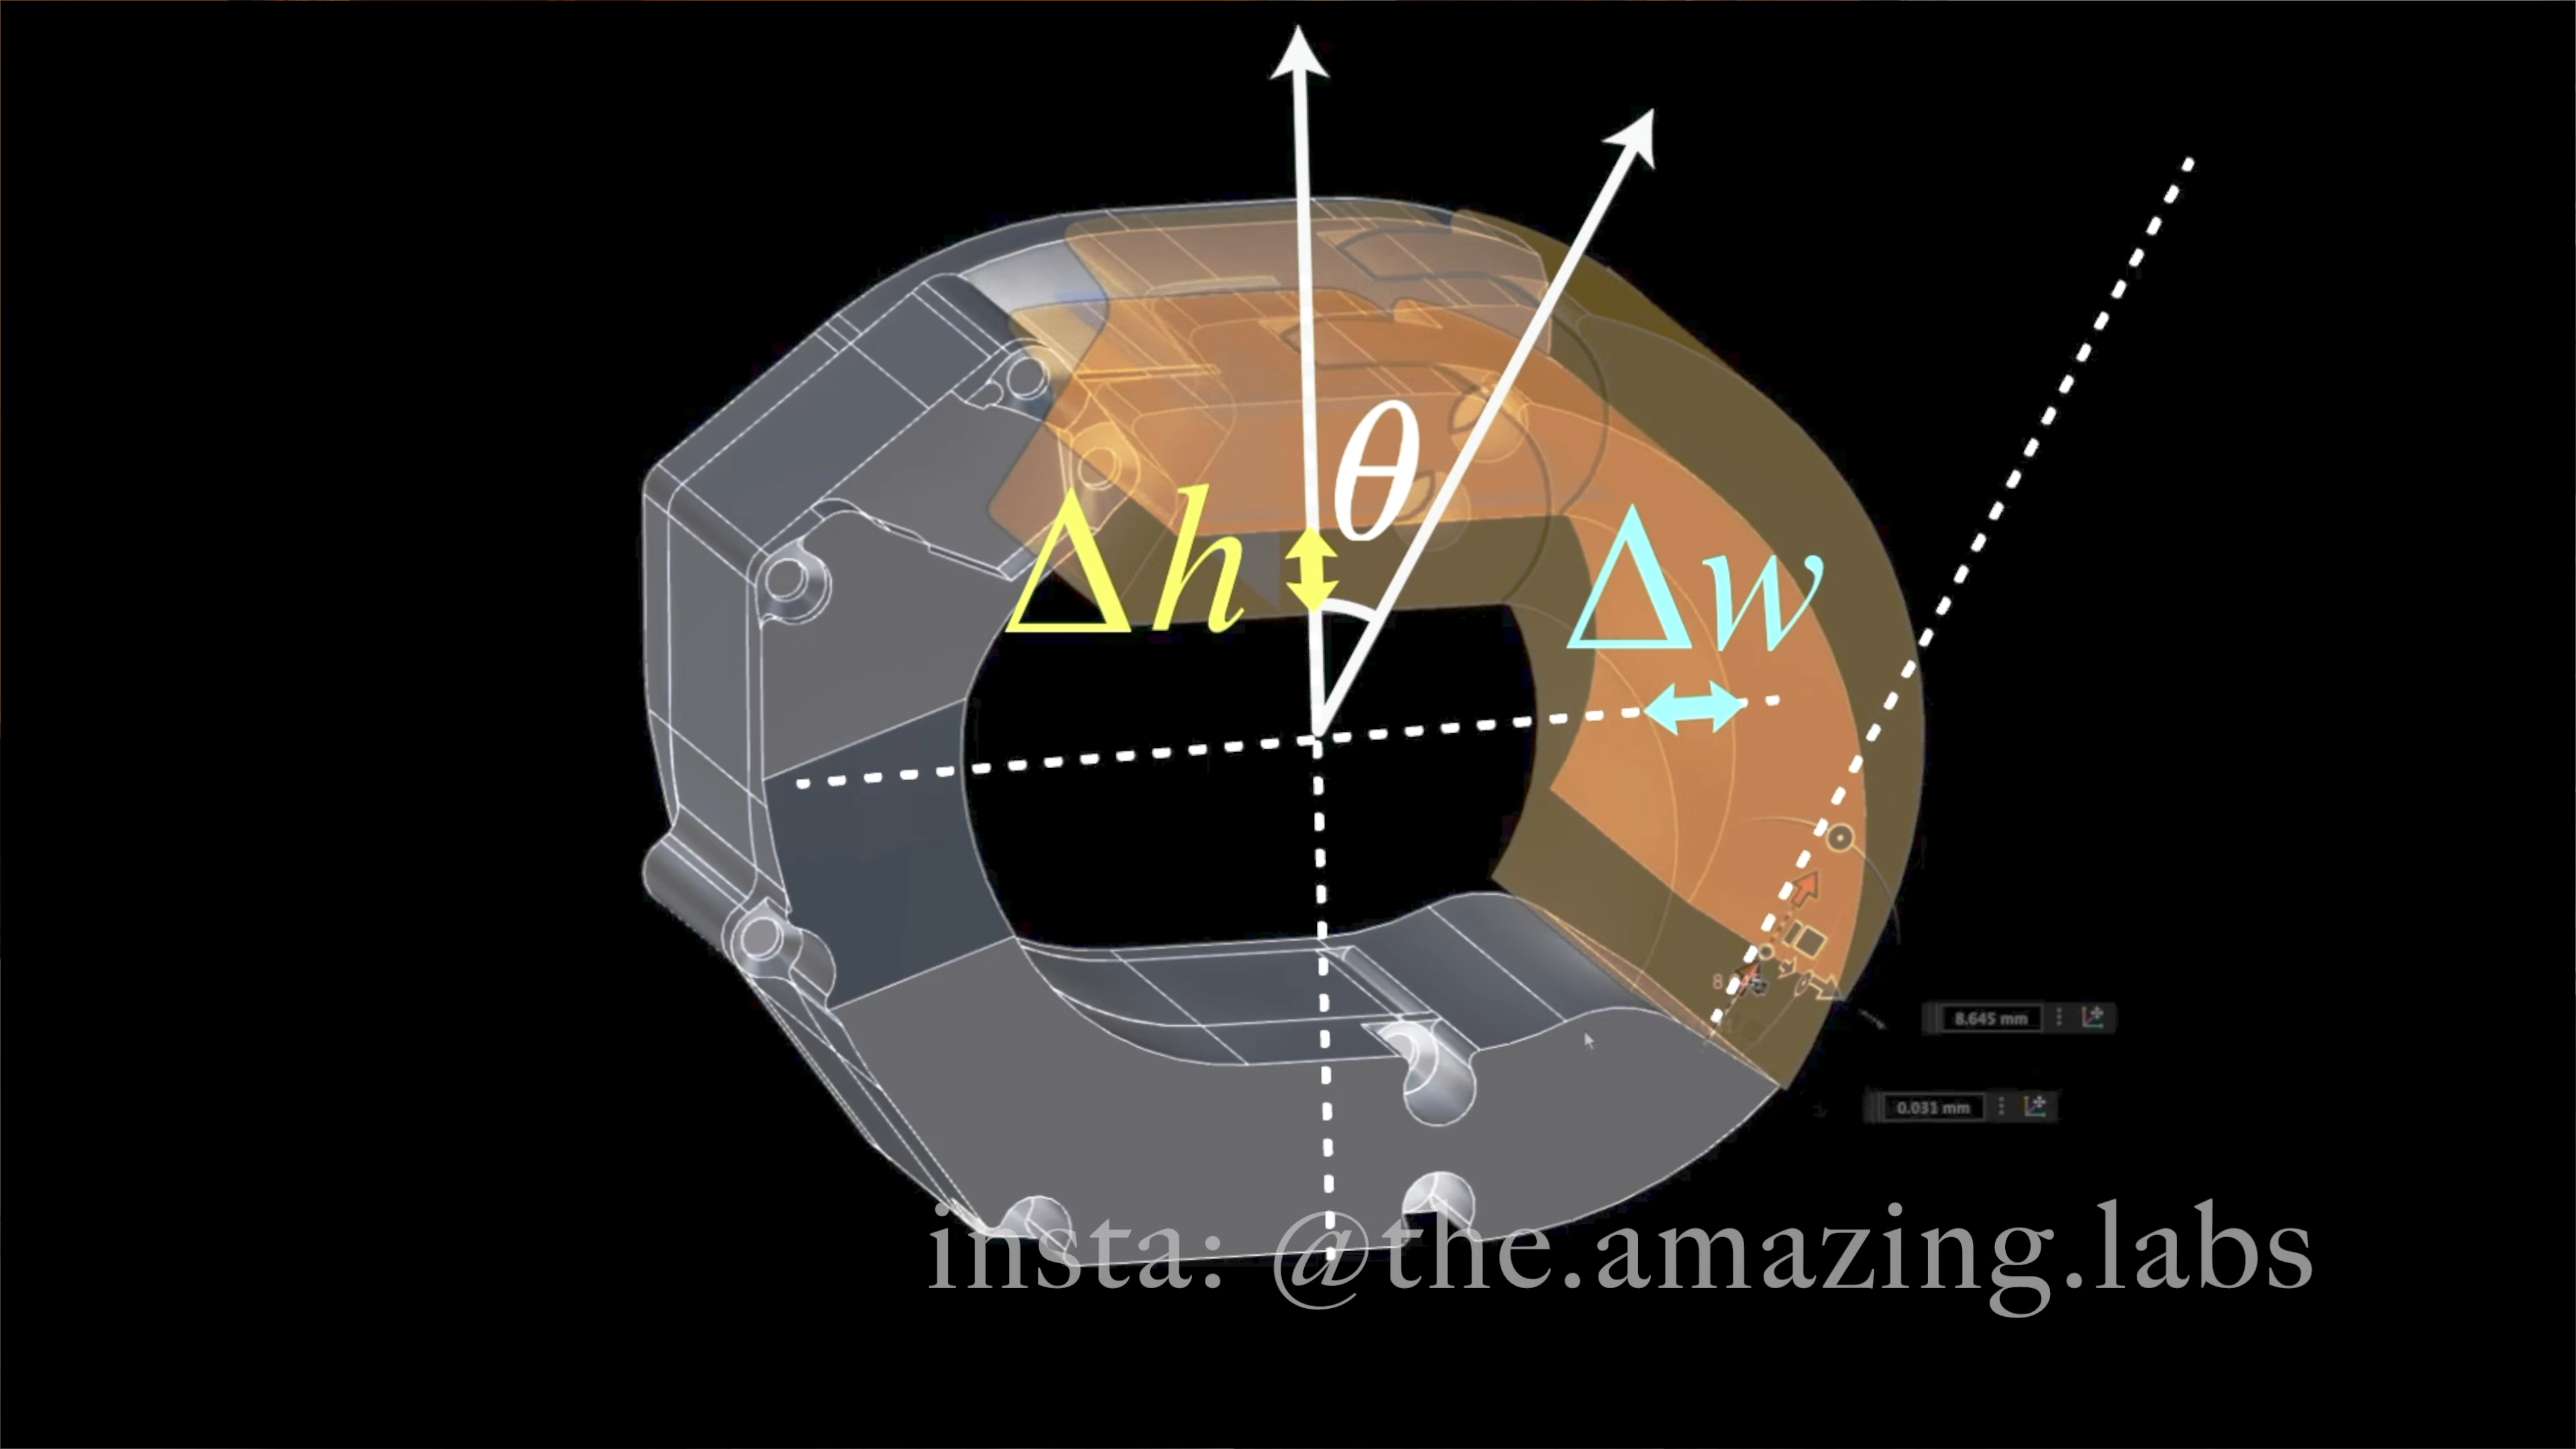 θ
Δh
Δw
8.645 mm
0.031 mm
insta: @the.amazing.labs